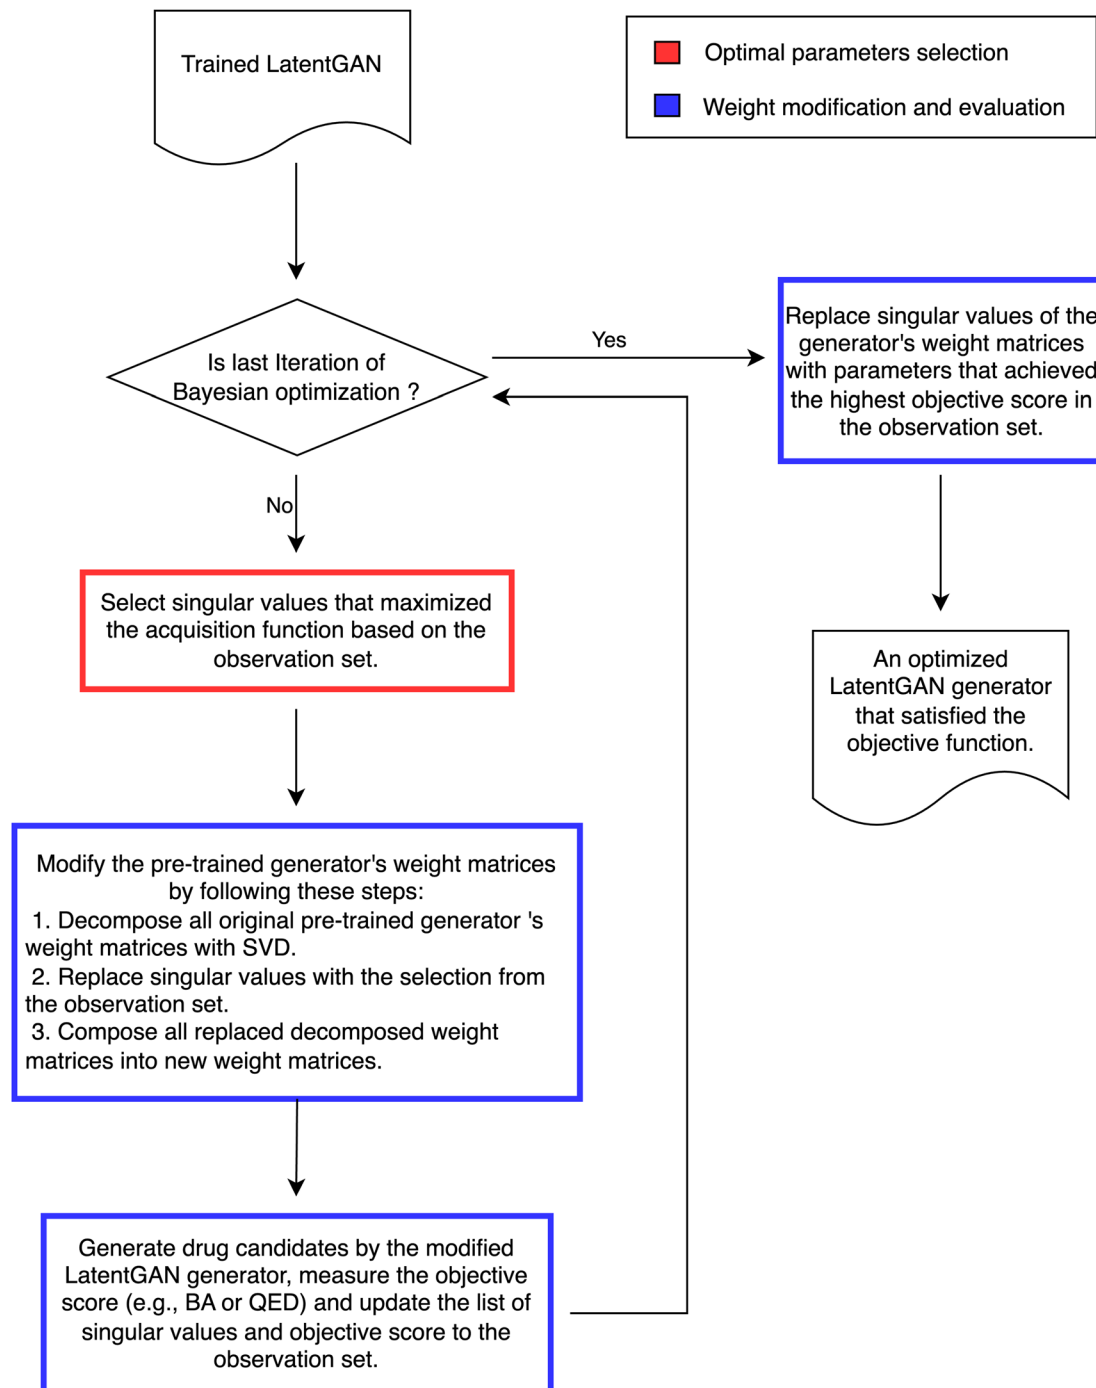 Trained LatentGAN
Optimal parameters selection
Weight modification and evaluation
Is last Iteration of
Bayesian optimization ?
Yes
No
Replace singular values of the
generator's weight matrices
with parameters that achieved
the highest objective score in
the observation set.
An optimized
LatentGAN generator
that satisfied the
objective function.
Select singular values that maximized
the acquisition function based on the
observation set.
Modify the pre-trained generator's weight matrices
by following these steps:
1. Decompose all original pre-trained generator 's
weight matrices with SVD.
2. Replace singular values with the selection from
the observation set.
3. Compose all replaced decomposed weight
matrices into new weight matrices.
Generate drug candidates by the modified
LatentGAN generator, measure the objective
score (e.g., BA or QED) and update the list of
singular values and objective score to the
observation set.